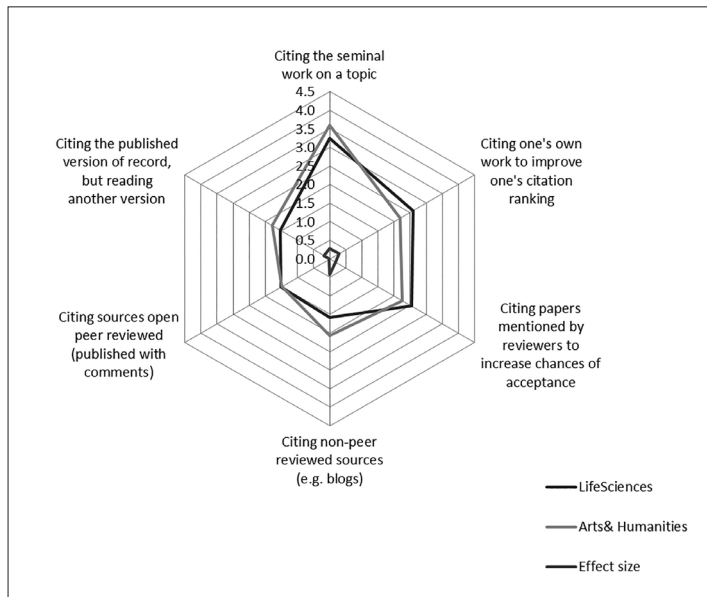 Citing the seminal
work on a topic
4.5
4.0
3.5
3.0
2.5
2.0
1.5
1.0
0.5
0.0
Citing one's own
work to improve
one's citation
ranking
Citing papers
mentioned by
reviewers to
increase chances of
acceptance
Citing non-peer
reviewed sources
(e.g. blogs)
Citing sources open
peer reviewed
(published with
comments)
Citing the published
version of record,
but reading
another version
LifeSciences
Arts& Humanities
Effect size